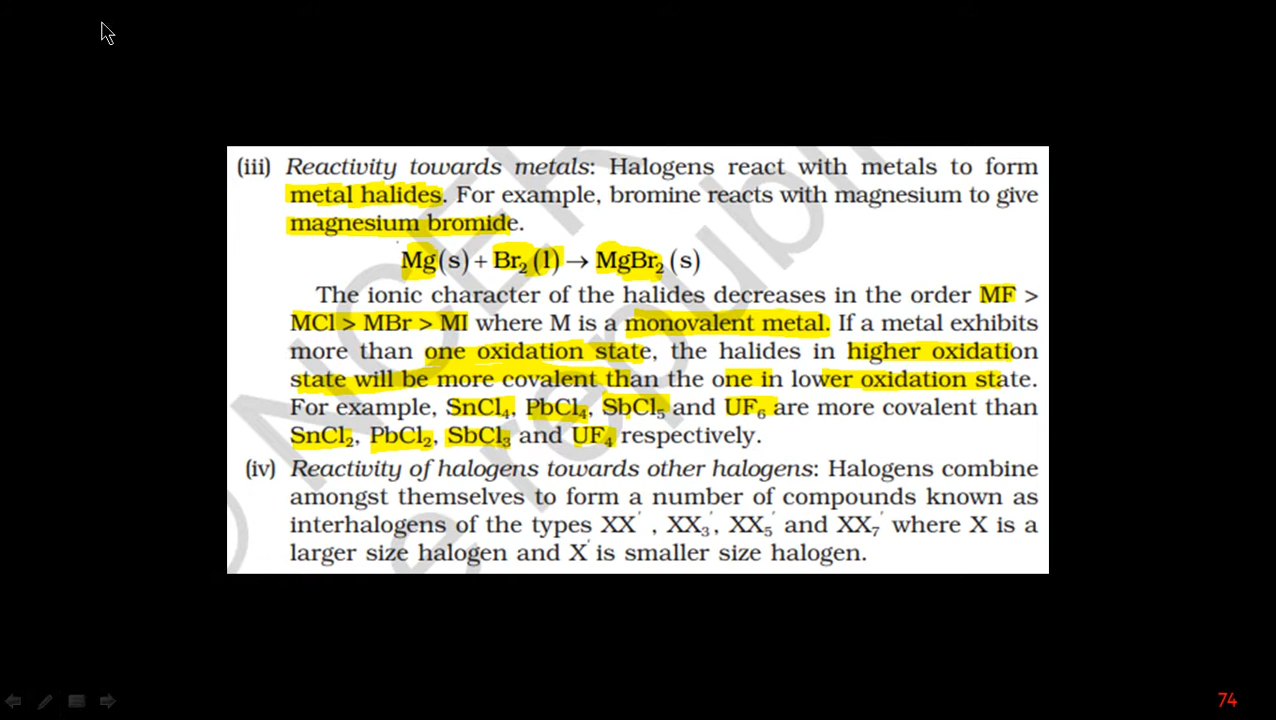 (iii) Reactivity towards metals: Halogens react with metals to form
metal halides. For example, bromine reacts with magnesium to give
magnesium bromide.
Mg(s) + Br₂(l) → MgBr₂(s)
The ionic character of the halides decreases in the order MF >
MCl > MBr > MI where M is a monovalent metal. If a metal exhibits
more than one oxidation state, the halides in higher oxidation
state will be more covalent than the one in lower oxidation state.
For example, SnCl₄, PbCl₄, SbCl₅ and UF₆ are more covalent than
SnCl₂, PbCl₂, SbCl₃ and UF₄ respectively.
(iv) Reactivity of halogens towards other halogens: Halogens combine
amongst themselves to form a number of compounds known as
interhalogens of the types XX′ , XX₃′, XX₅′ and XX₇′ where X is a
larger size halogen and X′ is smaller size halogen.
74